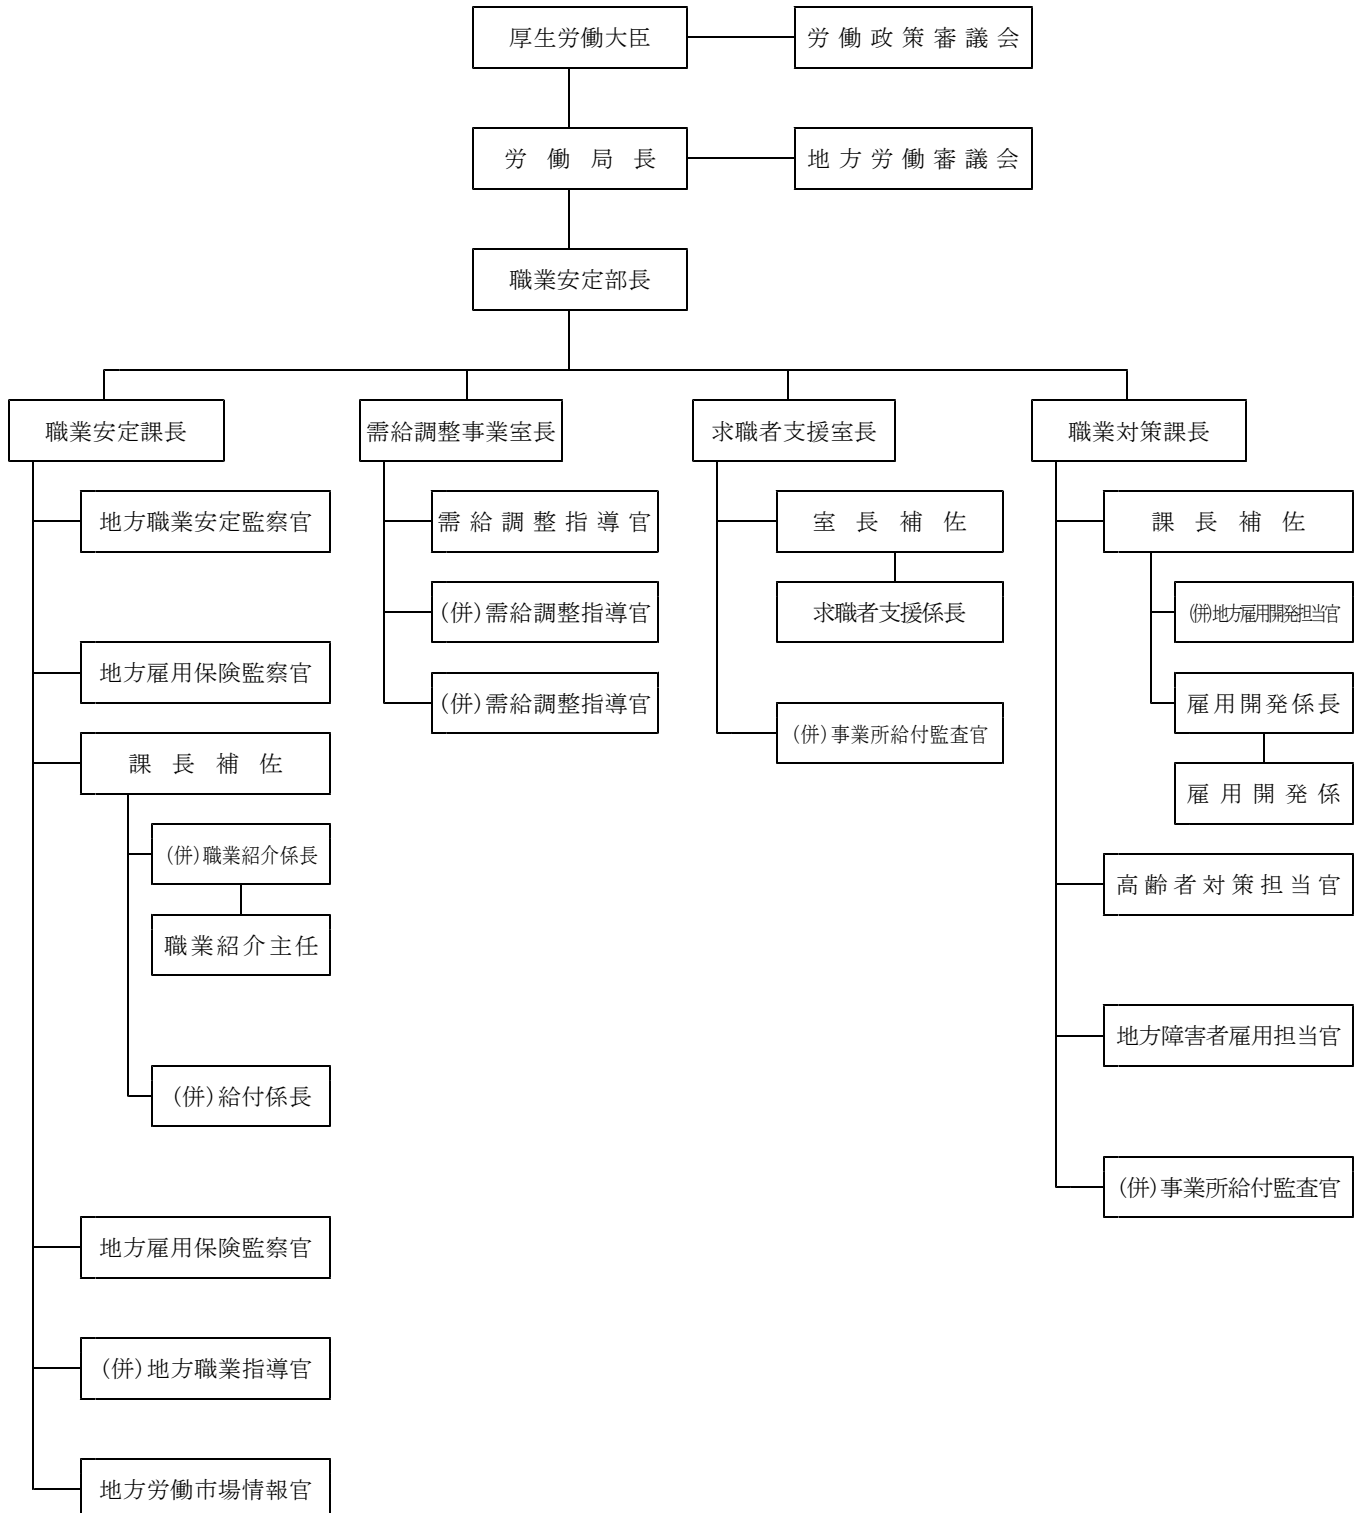 厚生労働大臣
労働政策審議会
労働局長
地方労働審議会
職業安定部長
職業安定課長
需給調整事業室長
求職者支援室長
職業対策課長
地方職業安定監察官
地方雇用保険監察官
課長補佐
(併)職業紹介係長
職業紹介主任
(併)給付係長
地方雇用保険監察官
(併)地方職業指導官
地方労働市場情報官
需給調整指導官
(併)需給調整指導官
(併)需給調整指導官
室長補佐
求職者支援係長
(併)事業所給付監査官
課長補佐
(併)地方雇用開発担当官
雇用開発係長
雇用開発係
高齢者対策担当官
地方障害者雇用担当官
(併)事業所給付監査官